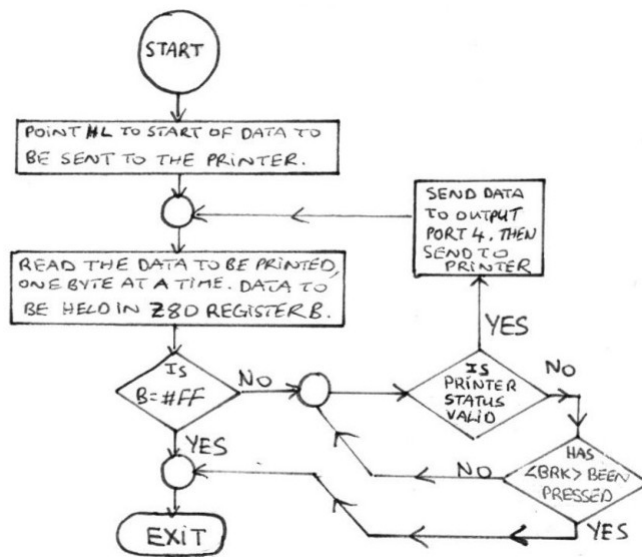 START
POINT HL TO START OF DATA TO
BE SENT TO THE PRINTER.
SEND DATA
TO OUTPUT
PORT 4. THEN
SEND TO
PRINTER
READ THE DATA TO BE PRINTED,
ONE BYTE AT A TIME. DATA TO
BE HELD IN Z80 REGISTER B.
YES
IS
B=#FF
NO
IS
PRINTER
STATUS
VALID
NO
YES
HAS
<BRK> BEEN
PRESSED
NO
YES
EXIT